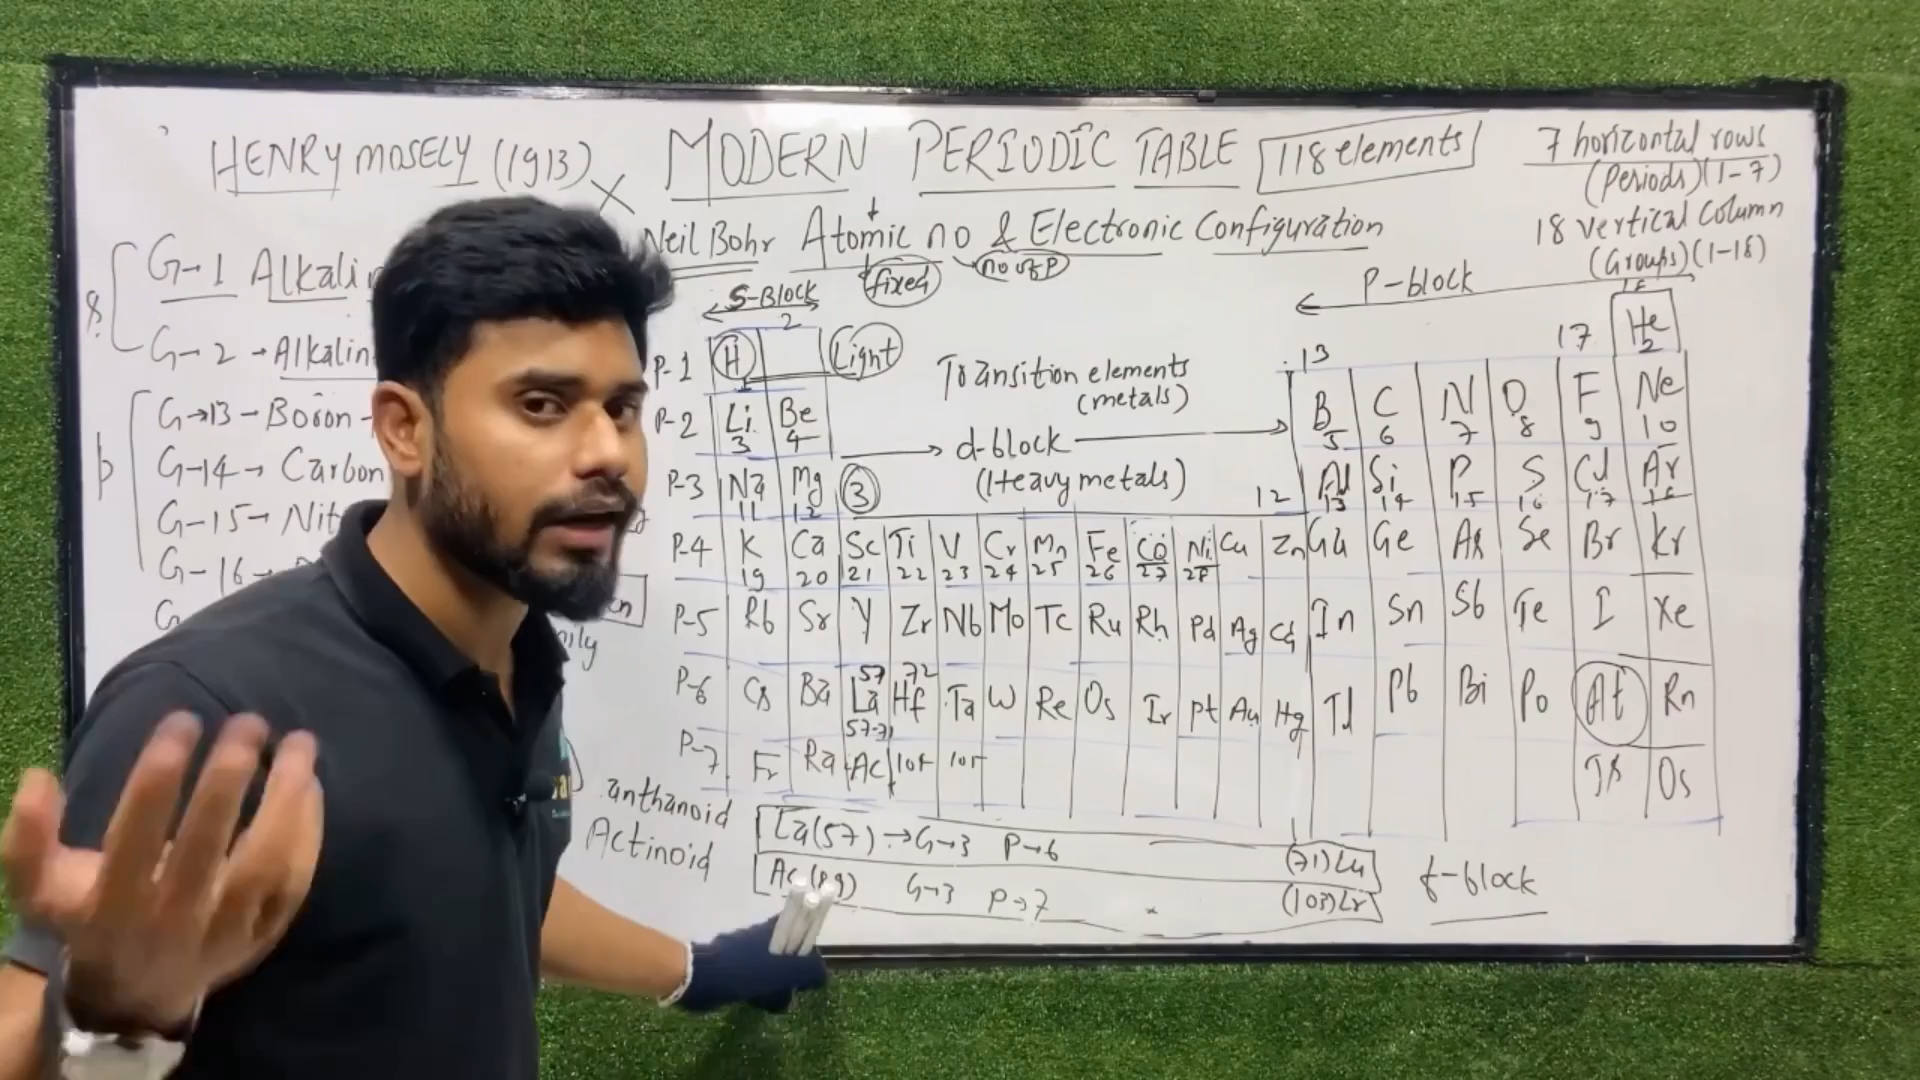 HENRY MOSELY (1913)
MODERN PERIODIC TABLE
118 elements
7 horizontal rows
(Periods) (1-7)
18 vertical Column
(Groups) (1-18)
Neil Bohr Atomic no & Electronic Configuration
fixed
no of P
8
G-1 Alkalin
G-2 → Alkalin
p
G→13 - Boron
G-14 → Carbon
G-15 → Nit
G-16
G
mily
S-BLOCK
P-block
2
13
17
P-1 H 1 Light
He 2
Transition elements
(metals)
P-2 Li 3 Be 4
d-block
B 5 C 6 N 7 O 8 F 9 Ne 10
P-3 Na 11 Mg 12 3
(Heavy metals)
12
Al 13 Si 14 P 15 S 16 Cl 17 Ar 18
P-4 K 19 Ca 20 Sc 21 Ti 22 V 23 Cr 24 Mn 25 Fe 26 Co 27 Ni 28 Cu Zn Ga Ge As Se Br Kr
P-5 Rb Sr Y Zr Nb Mo Tc Ru Rh Pd Ag Cd In Sn Sb Te I Xe
P-6 Cs Ba 57 La 57-71 72 Hf Ta W Re Os Ir Pt Au Hg Tl Pb Bi Po At Rn
P-7 Fr Ra Ac 104 105 Ts Os
anthanoid La(57) → G→3 P→6 (71) Lu
Actinoid Ac (89) G→3 P→7 (103) Lr
f-block